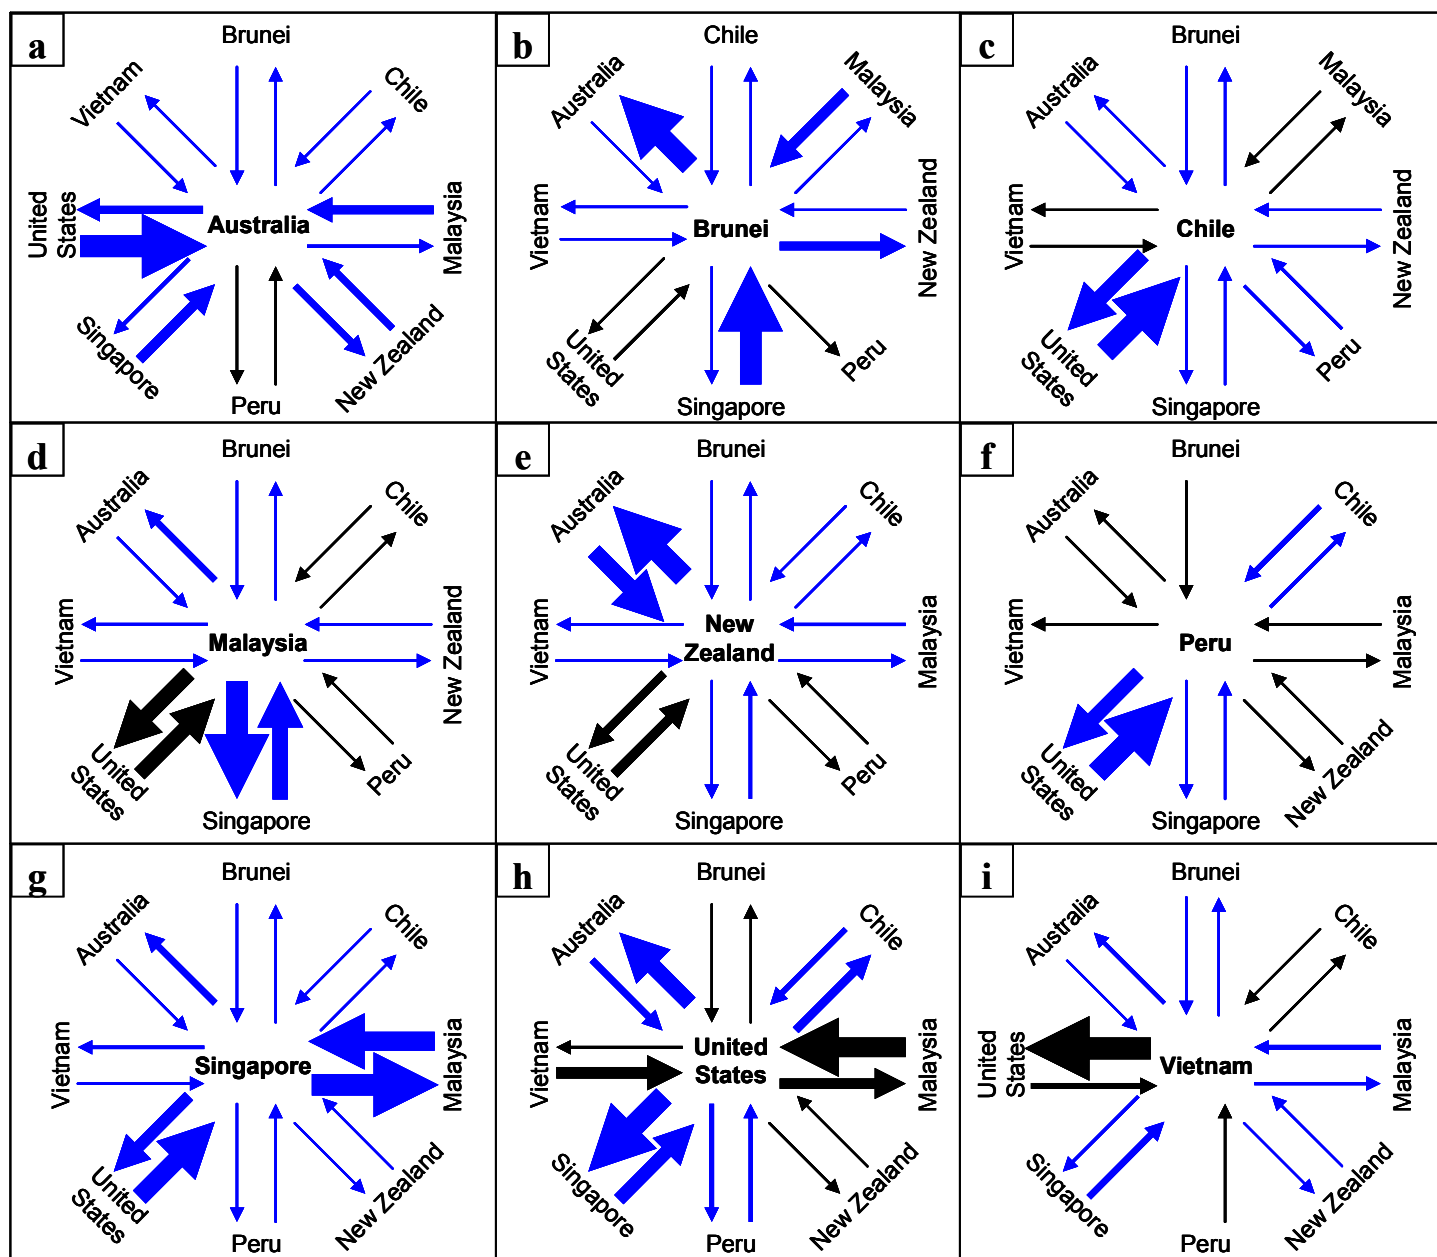 a
Brunei
Vietnam
Chile
United
States
Australia
Malaysia
Singapore
Peru
New Zealand
b
Chile
Australia
Malaysia
Vietnam
Brunei
New Zealand
United
States
Singapore
Peru
c
Brunei
Australia
Malaysia
Vietnam
Chile
New Zealand
United
States
Singapore
Peru
d
Brunei
Australia
Chile
Vietnam
Malaysia
New Zealand
United
States
Singapore
Peru
e
Brunei
Australia
Chile
Vietnam
New
Zealand
Malaysia
United
States
Singapore
Peru
f
Brunei
Australia
Chile
Vietnam
Peru
Malaysia
United
States
Singapore
New Zealand
g
Brunei
Australia
Chile
Vietnam
Singapore
Malaysia
United
States
Peru
New Zealand
h
Brunei
Australia
Chile
Vietnam
United
States
Malaysia
Singapore
Peru
New Zealand
i
Brunei
Australia
Chile
United
States
Vietnam
Malaysia
Singapore
Peru
New Zealand